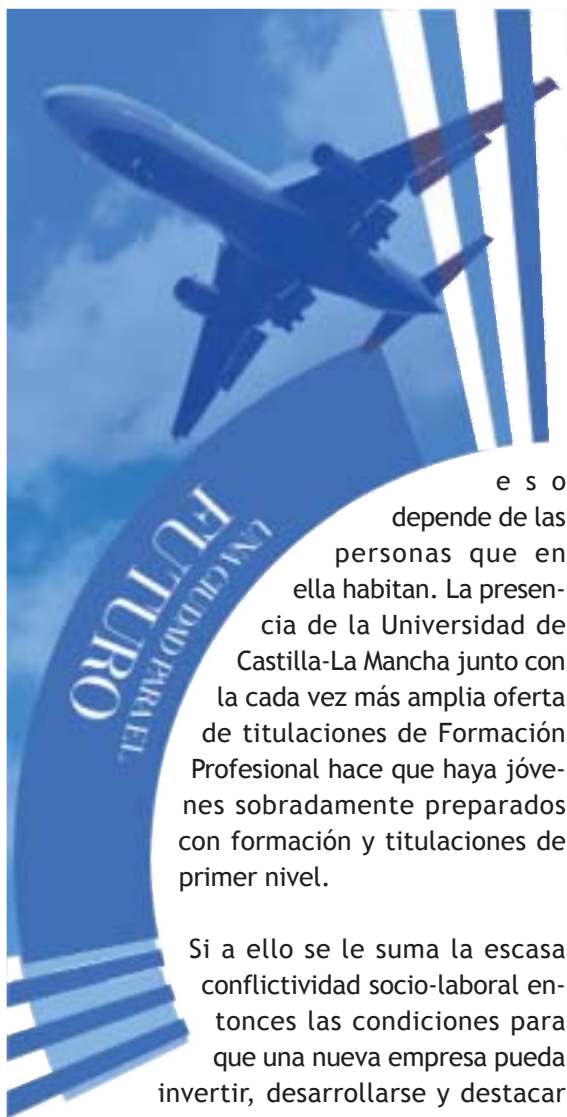 UNA CIUDAD PARA EL
FUTURO
e s o
depende de las
personas que en
ella habitan. La presen-
cia de la Universidad de
Castilla-La Mancha junto con
la cada vez más amplia oferta
de titulaciones de Formación
Profesional hace que haya jóve-
nes sobradamente preparados
con formación y titulaciones de
primer nivel.
Si a ello se le suma la escasa
conflictividad socio-laboral en-
tonces las condiciones para
que una nueva empresa pueda
invertir, desarrollarse y destacar